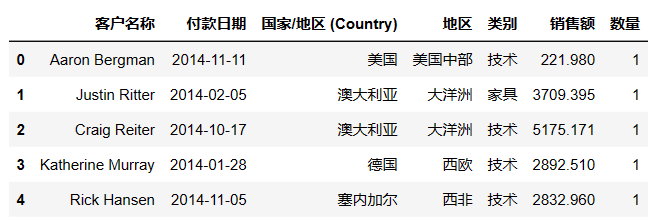 客户名称 付款日期 国家/地区 (Country) 地区 类别 销售额 数量
0 Aaron Bergman 2014-11-11 美国 美国中部 技术 221.980 1
1 Justin Ritter 2014-02-05 澳大利亚 大洋洲 家具 3709.395 1
2 Craig Reiter 2014-10-17 澳大利亚 大洋洲 技术 5175.171 1
3 Katherine Murray 2014-01-28 德国 西欧 技术 2892.510 1
4 Rick Hansen 2014-11-05 塞内加尔 西非 技术 2832.960 1